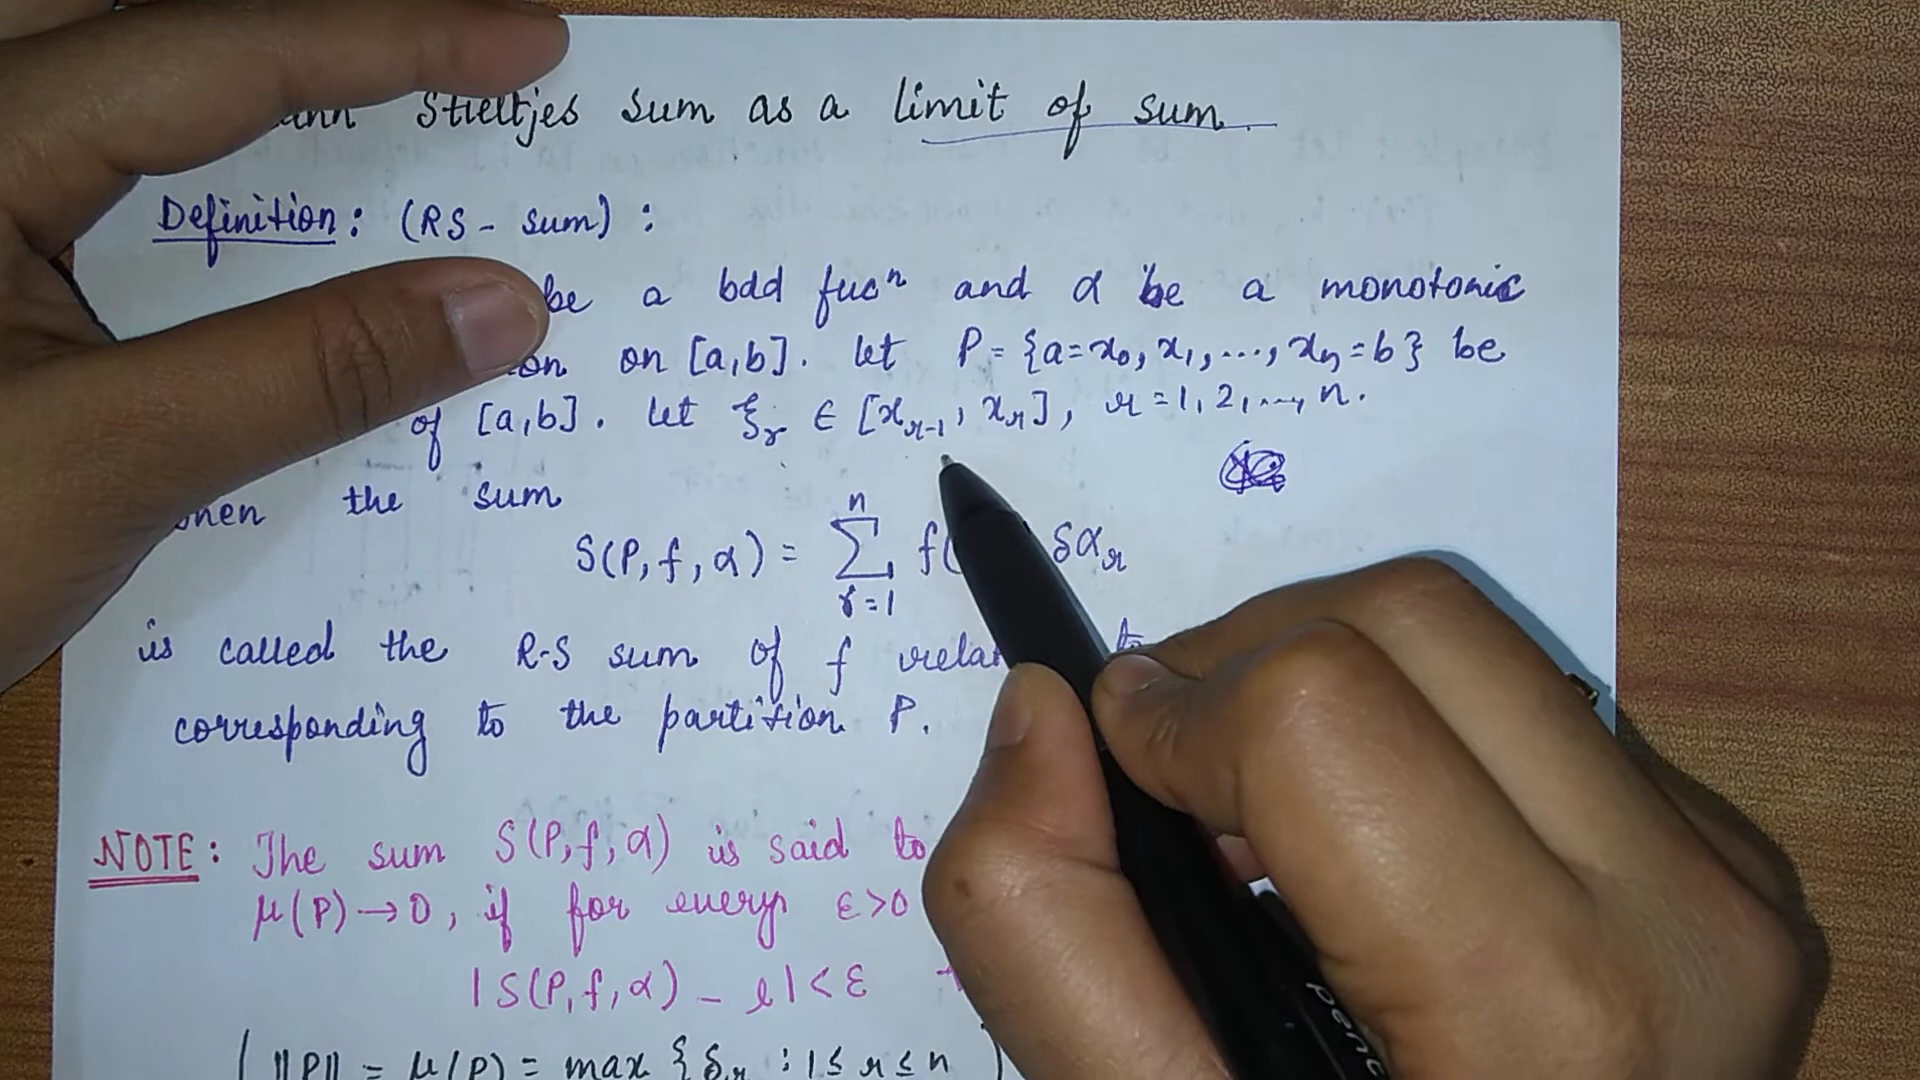 Stieltjes sum as a limit of sum.
Definition: (RS - sum) :
be a bdd fucⁿ and α be a monotonic
on [a,b]. let P = {a=x₀, x₁, ..., xₙ=b} be
of [a,b]. let ξᵣ ∈ [xᵣ₋₁, xᵣ], r=1,2,..., n.
the sum
S(P,f,α) = ∑ⁿᵣ₌₁ f( δαᵣ
is called the R-S sum of f to
corresponding to the partition P.
NOTE: The sum S(P,f,α) is said to
μ(P)→0, if for every ε>0
|S(P,f,α) - l|<ε
(||P|| = μ(P) = max {δᵣ : 1≤ r ≤ n )